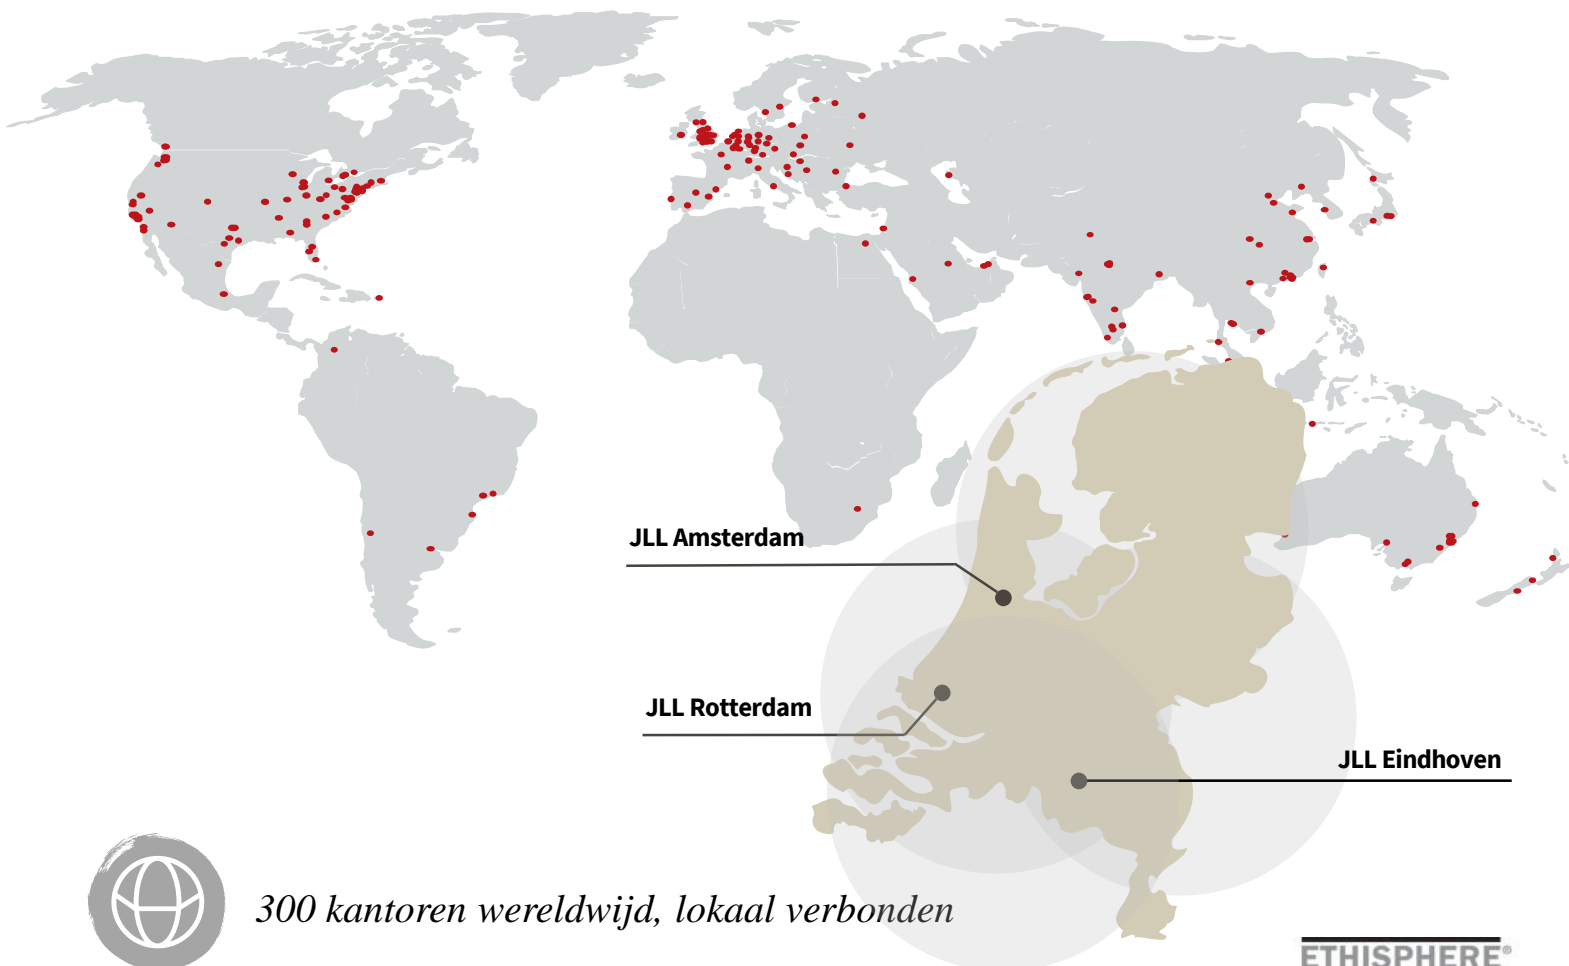 JLL Amsterdam
JLL Rotterdam
JLL Eindhoven
300 kantoren wereldwijd, lokaal verbonden
ETHISPHERE®